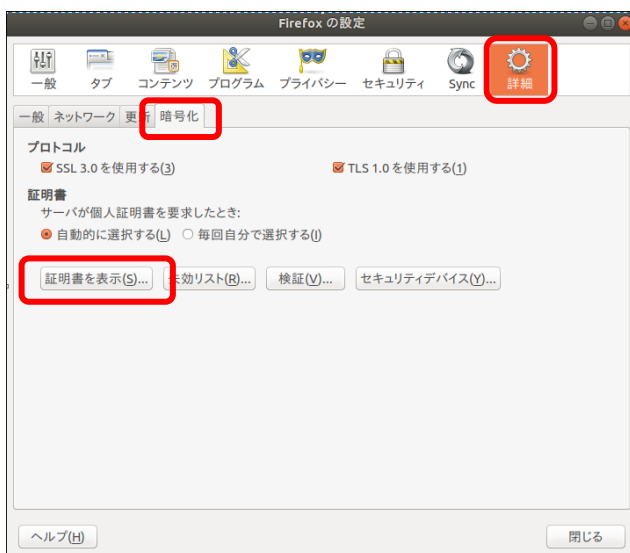 Firefox の設定
一般 タブ コンテンツ プログラム プライバシー セキュリティ Sync 詳細
一般 ネットワーク 更新 暗号化
プロトコル
SSL 3.0 を使用する(3) TLS 1.0 を使用する(1)
証明書
サーバが個人証明書を要求したとき:
自動的に選択する(L) 毎回自分で選択する(I)
証明書を表示(S)... 失効リスト(R)... 検証(V)... セキュリティデバイス(Y)...
ヘルプ(H) 閉じる